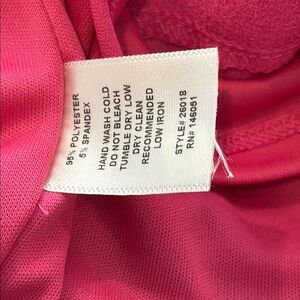 95% POLYESTER
5% SPANDEX
HAND WASH COLD
DO NOT BLEACH
TUMBLE DRY LOW
DRY CLEAN
RECOMMENDED
LOW IRON
STYLE# 26018
RN# 146051